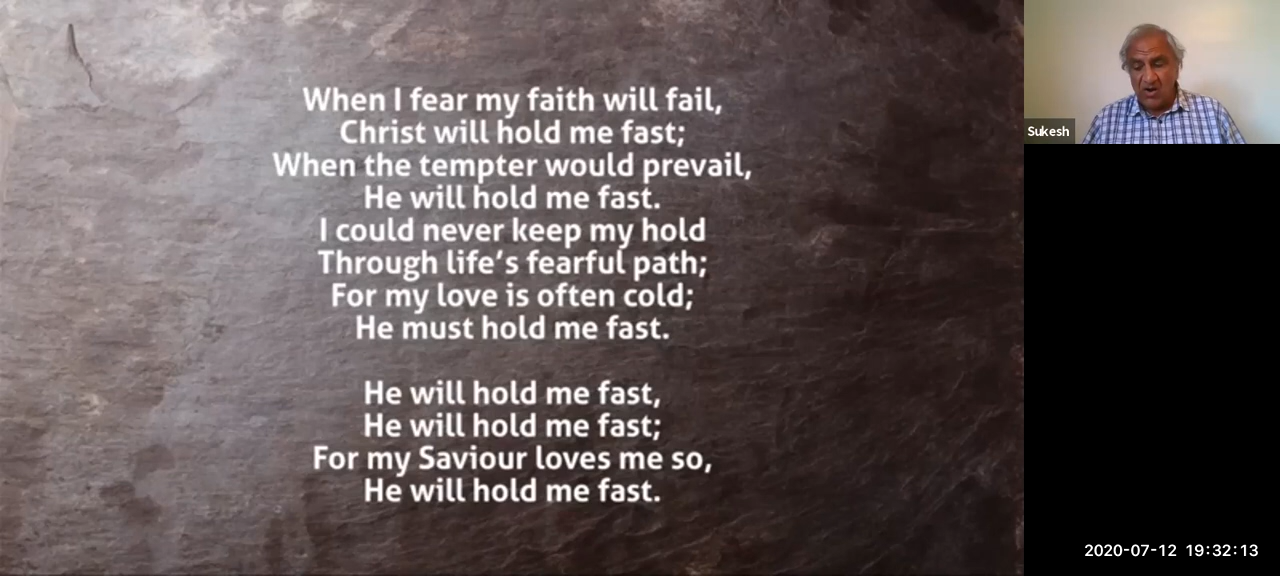 When I fear my faith will fail,
Christ will hold me fast;
When the tempter would prevail,
He will hold me fast.
I could never keep my hold
Through life’s fearful path;
For my love is often cold;
He must hold me fast.
He will hold me fast,
He will hold me fast;
For my Saviour loves me so,
He will hold me fast.
Sukesh
2020-07-12 19:32:13